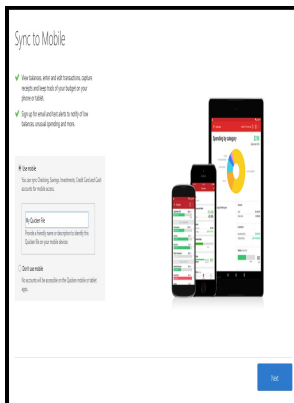 Sync to Mobile
View balances, enter and edit transactions, capture
receipts and keep track of your budget on your
phone or tablet.
Sign up for email and text alerts to notify of low
balances, unusual spending and more.
Use mobile
You can sync Checking, Savings, Investments, Credit Card and Cash
accounts for mobile access.
My Quicken File
Provide a friendly name or description to identify this
Quicken file on your mobile devices.
Don't use mobile
No accounts will be accessible on the Quicken mobile or tablet
apps.
Spending by category
Next